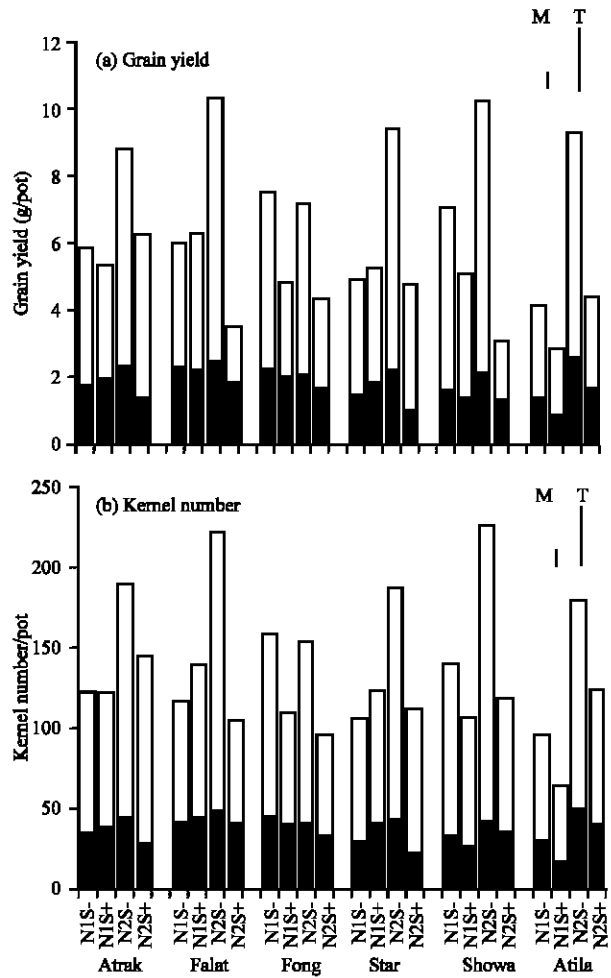 M T
(a) Grain yield
12
10
8
6
4
2
0
Grain yield (g/pot)
M T
(b) Kernel number
250
200
150
100
50
0
Kernel number/pot
N1S- N1S+ N2S- N2S+ N1S- N1S+ N2S- N2S+ N1S- N1S+ N2S- N2S+ N1S- N1S+ N2S- N2S+ N1S- N1S+ N2S- N2S+ N1S- N1S+ N2S- N2S+
Atrak Falat Fong Star Showa Atila